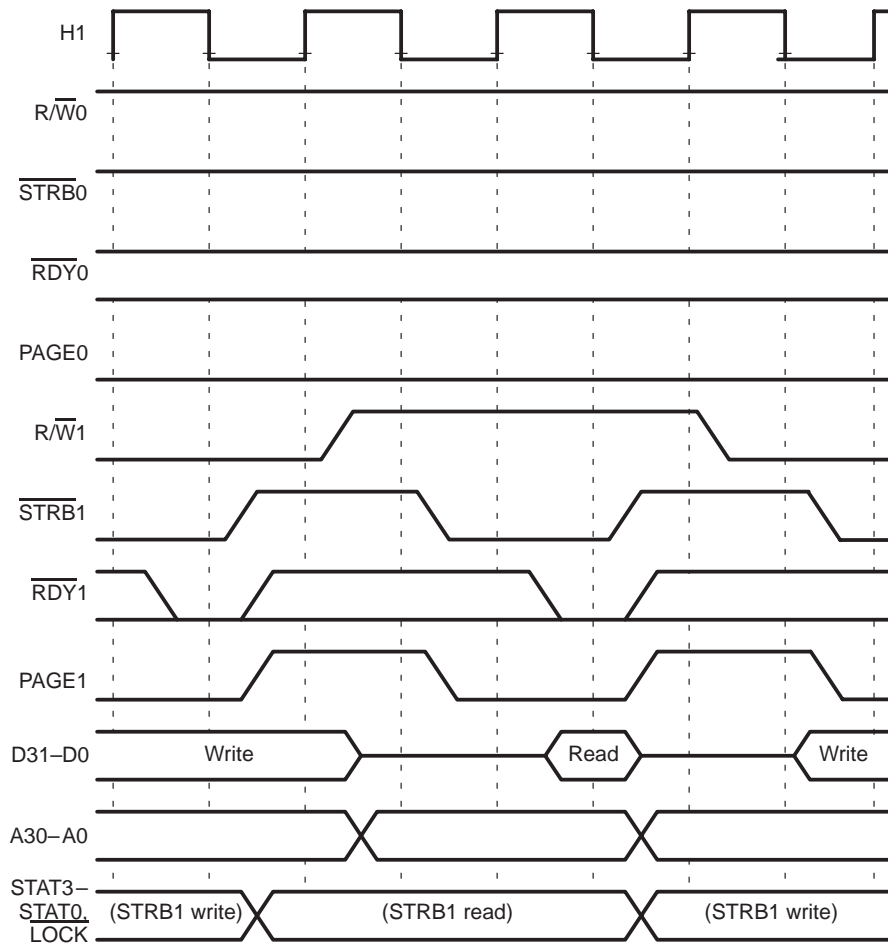 H1
R/W0
STRB0
RDY0
PAGE0
R/W1
STRB1
RDY1
PAGE1
D31–D0 Write Read Write
A30–A0
STAT3–
STAT0, (STRB1 write) (STRB1 read) (STRB1 write)
LOCK